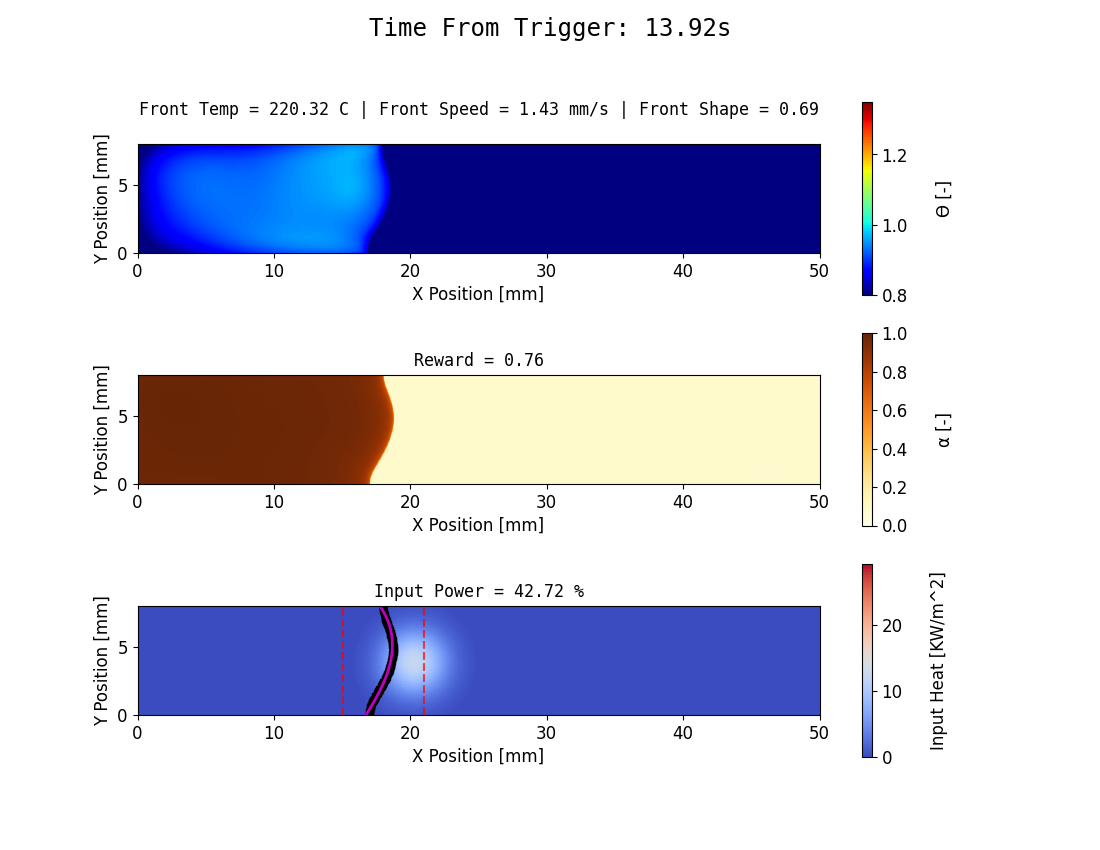 Time From Trigger: 13.92s
Front Temp = 220.32 C | Front Speed = 1.43 mm/s | Front Shape = 0.69
Y Position [mm]
5
0
0 10 20 30 40 50
X Position [mm]
1.2
1.0
0.8
Θ [-]
Reward = 0.76
Y Position [mm]
5
0
0 10 20 30 40 50
X Position [mm]
1.0
0.8
0.6
0.4
0.2
0.0
α [-]
Input Power = 42.72 %
Y Position [mm]
5
0
0 10 20 30 40 50
X Position [mm]
20
10
0
Input Heat [KW/m^2]